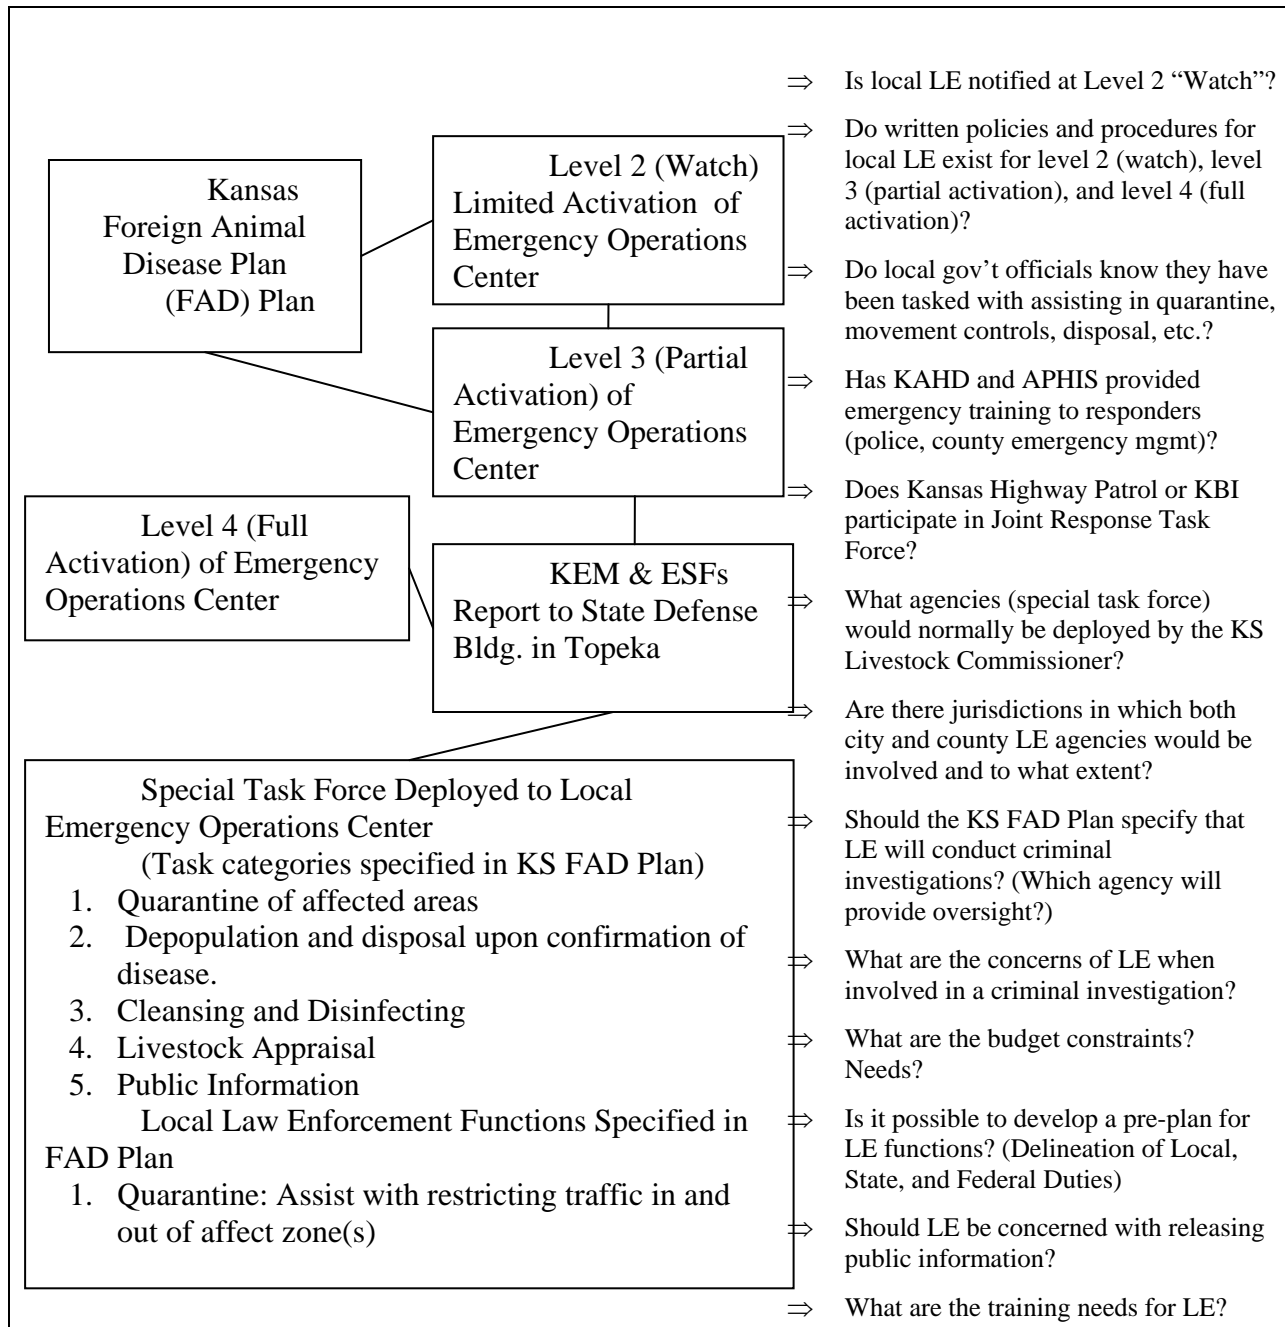 Kansas
Foreign Animal
Disease Plan
(FAD) Plan
Level 2 (Watch)
Limited Activation of
Emergency Operations
Center
Level 3 (Partial
Activation) of
Emergency Operations
Center
Level 4 (Full
Activation) of Emergency
Operations Center
KEM & ESFs
Report to State Defense
Bldg. in Topeka
Special Task Force Deployed to Local
Emergency Operations Center
(Task categories specified in KS FAD Plan)
1. Quarantine of affected areas
2. Depopulation and disposal upon confirmation of
disease.
3. Cleansing and Disinfecting
4. Livestock Appraisal
5. Public Information
Local Law Enforcement Functions Specified in
FAD Plan
1. Quarantine: Assist with restricting traffic in and
out of affect zone(s)
⇒ Is local LE notified at Level 2 “Watch”?
⇒ Do written policies and procedures for
local LE exist for level 2 (watch), level
3 (partial activation), and level 4 (full
activation)?
⇒ Do local gov’t officials know they have
been tasked with assisting in quarantine,
movement controls, disposal, etc.?
⇒ Has KAHD and APHIS provided
emergency training to responders
(police, county emergency mgmt)?
⇒ Does Kansas Highway Patrol or KBI
participate in Joint Response Task
Force?
⇒ What agencies (special task force)
would normally be deployed by the KS
Livestock Commissioner?
⇒ Are there jurisdictions in which both
city and county LE agencies would be
involved and to what extent?
⇒ Should the KS FAD Plan specify that
LE will conduct criminal
investigations? (Which agency will
provide oversight?)
⇒ What are the concerns of LE when
involved in a criminal investigation?
⇒ What are the budget constraints?
Needs?
⇒ Is it possible to develop a pre-plan for
LE functions? (Delineation of Local,
State, and Federal Duties)
⇒ Should LE be concerned with releasing
public information?
⇒ What are the training needs for LE?